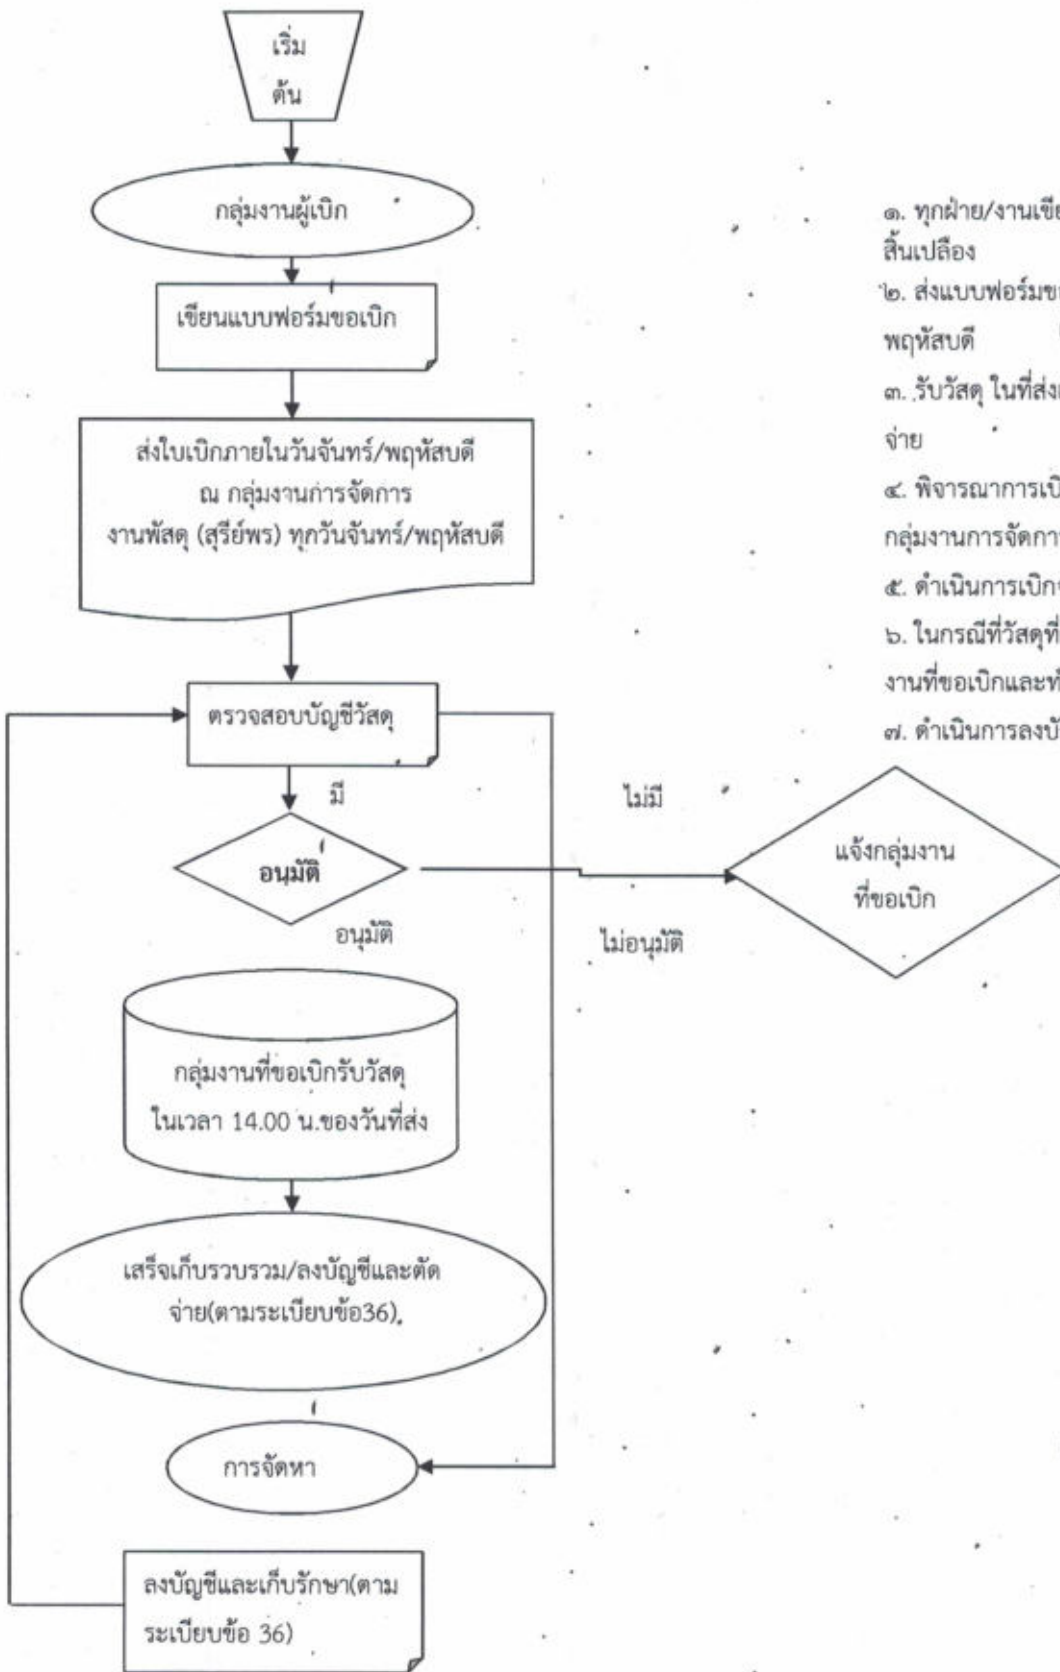 เริ่ม
ต้น
กลุ่มงานผู้เบิก
เขียนแบบฟอร์มขอเบิก
ส่งใบเบิกภายในวันจันทร์/พฤหัสบดี
ณ กลุ่มงานการจัดการ
งานพัสดุ (สุรีย์พร) ทุกวันจันทร์/พฤหัสบดี
๑. ทุกฝ่าย/งานเขีย
สิ้นเปลือง
๒. ส่งแบบฟอร์มขอ
พฤหัสบดี
๓. รับวัสดุ ในที่ส่ง
จ่าย
๔. พิจารณาการเบิ
กลุ่มงานการจัดการ
๕. ดำเนินการเบิก
๖. ในกรณีที่วัสดุที่
งานที่ขอเบิกและ
๗. ดำเนินการลงบั
ตรวจสอบบัญชีวัสดุ
มี
ไม่มี
อนุมัติ
แจ้งกลุ่มงาน
ที่ขอเบิก
อนุมัติ
ไม่อนุมัติ
กลุ่มงานที่ขอเบิกรับวัสดุ
ในเวลา 14.00 น.ของวันที่ส่ง
เสร็จเก็บรวบรวม/ลงบัญชีและตัด
จ่าย(ตามระเบียบข้อ36)
การจัดหา
ลงบัญชีและเก็บรักษา(ตาม
ระเบียบข้อ 36)